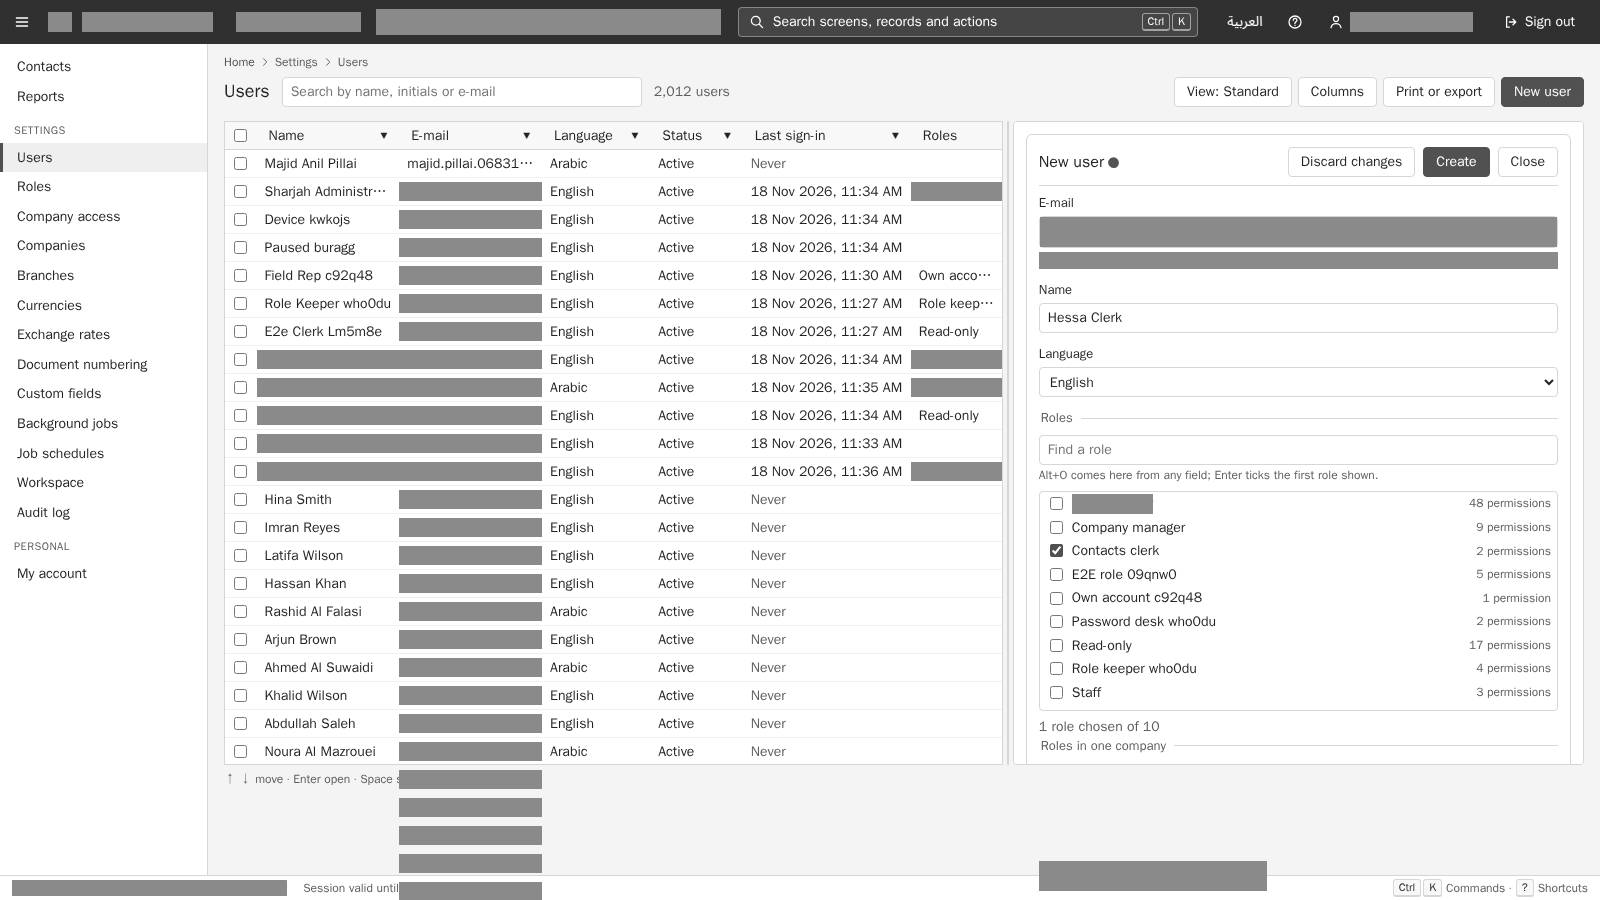 Search screens, records and actions Ctrl K العربية Sign out
Contacts
Reports
SETTINGS
Users
Roles
Company access
Companies
Branches
Currencies
Exchange rates
Document numbering
Custom fields
Background jobs
Job schedules
Workspace
Audit log
PERSONAL
My account
Home Settings Users
Users Search by name, initials or e-mail 2,012 users View: Standard Columns Print or export New user
Name E-mail Language Status Last sign-in Roles
Majid Anil Pillai majid.pillai.06831... Arabic Active Never
Sharjah Administr... English Active 18 Nov 2026, 11:34 AM
Device kwkojs English Active 18 Nov 2026, 11:34 AM
Paused buragg English Active 18 Nov 2026, 11:34 AM
Field Rep c92q48 English Active 18 Nov 2026, 11:30 AM Own acco...
Role Keeper who0du English Active 18 Nov 2026, 11:27 AM Role keep...
E2e Clerk Lm5m8e English Active 18 Nov 2026, 11:27 AM Read-only
English Active 18 Nov 2026, 11:34 AM
Arabic Active 18 Nov 2026, 11:35 AM
English Active 18 Nov 2026, 11:34 AM Read-only
English Active 18 Nov 2026, 11:33 AM
English Active 18 Nov 2026, 11:36 AM
Hina Smith English Active Never
Imran Reyes English Active Never
Latifa Wilson English Active Never
Hassan Khan English Active Never
Rashid Al Falasi Arabic Active Never
Arjun Brown English Active Never
Ahmed Al Suwaidi Arabic Active Never
Khalid Wilson English Active Never
Abdullah Saleh English Active Never
Noura Al Mazrouei Arabic Active Never
↑ ↓ move · Enter open · Space
New user Discard changes Create Close
E-mail
Name
Hessa Clerk
Language
English
Roles
Find a role
Alt+O comes here from any field; Enter ticks the first role shown.
48 permissions
Company manager 9 permissions
Contacts clerk 2 permissions
E2E role 09qnw0 5 permissions
Own account c92q48 1 permission
Password desk who0du 2 permissions
Read-only 17 permissions
Role keeper who0du 4 permissions
Staff 3 permissions
1 role chosen of 10
Roles in one company
Session valid until
Ctrl K Commands · ? Shortcuts